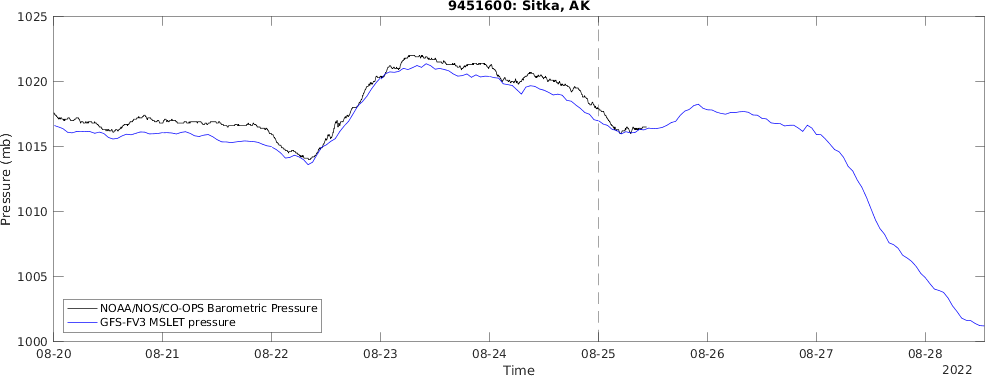 9451600: Sitka, AK
1025
1020
1015
1010
1005
1000
Pressure (mb)
NOAA/NOS/CO-OPS Barometric Pressure
GFS-FV3 MSLET pressure
08-20 08-21 08-22 08-23 08-24 08-25 08-26 08-27 08-28
Time
2022